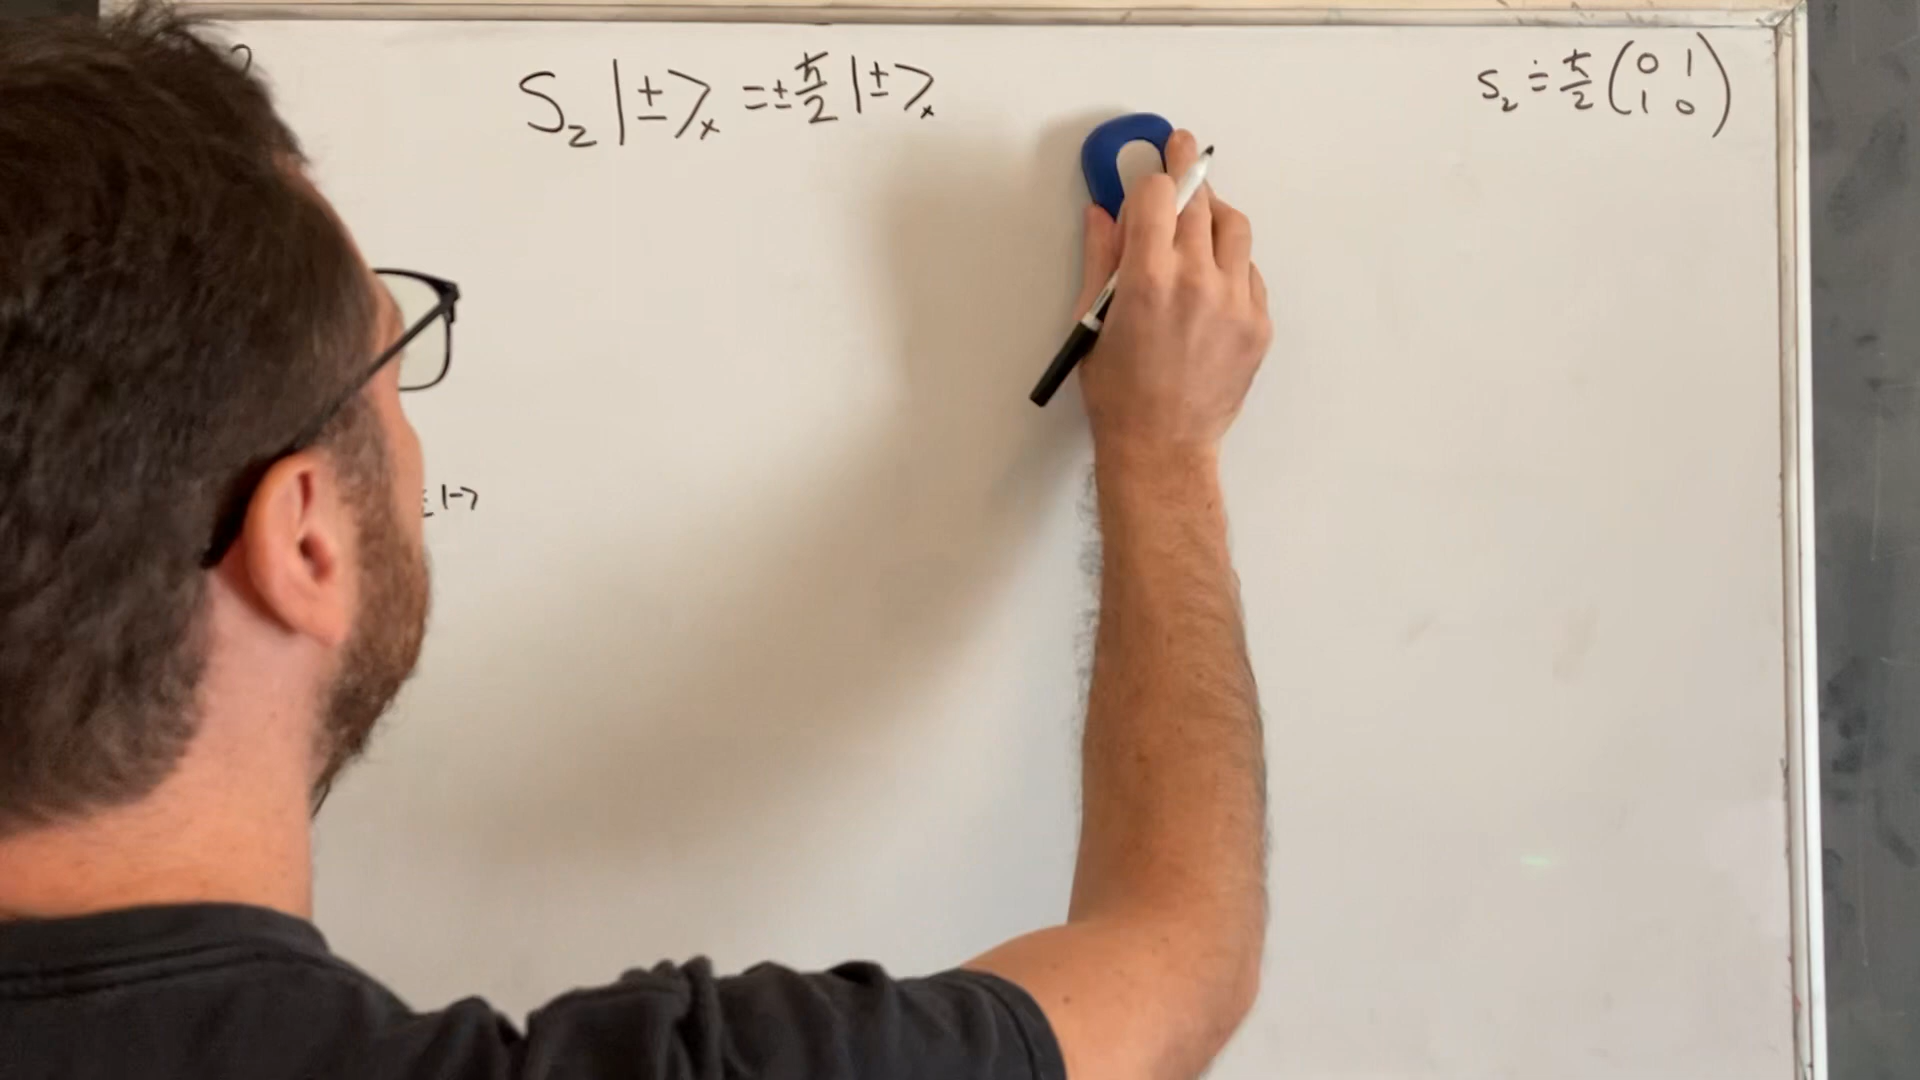 S₂ |±⟩ₓ = ± ℏ/2 |±⟩ₓ
S₂ ≐ ℏ/2 (0 1
1 0)
|-⟩